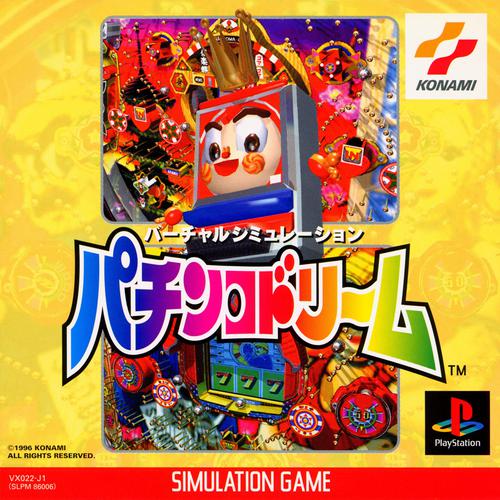 KONAMI
バーチャルシミュレーション
パチンコドリーム
TM
777
©1996 KONAMI
ALL RIGHTS RESERVED.
PlayStation
VX022-J1
(SLPM 86006)
SIMULATION GAME